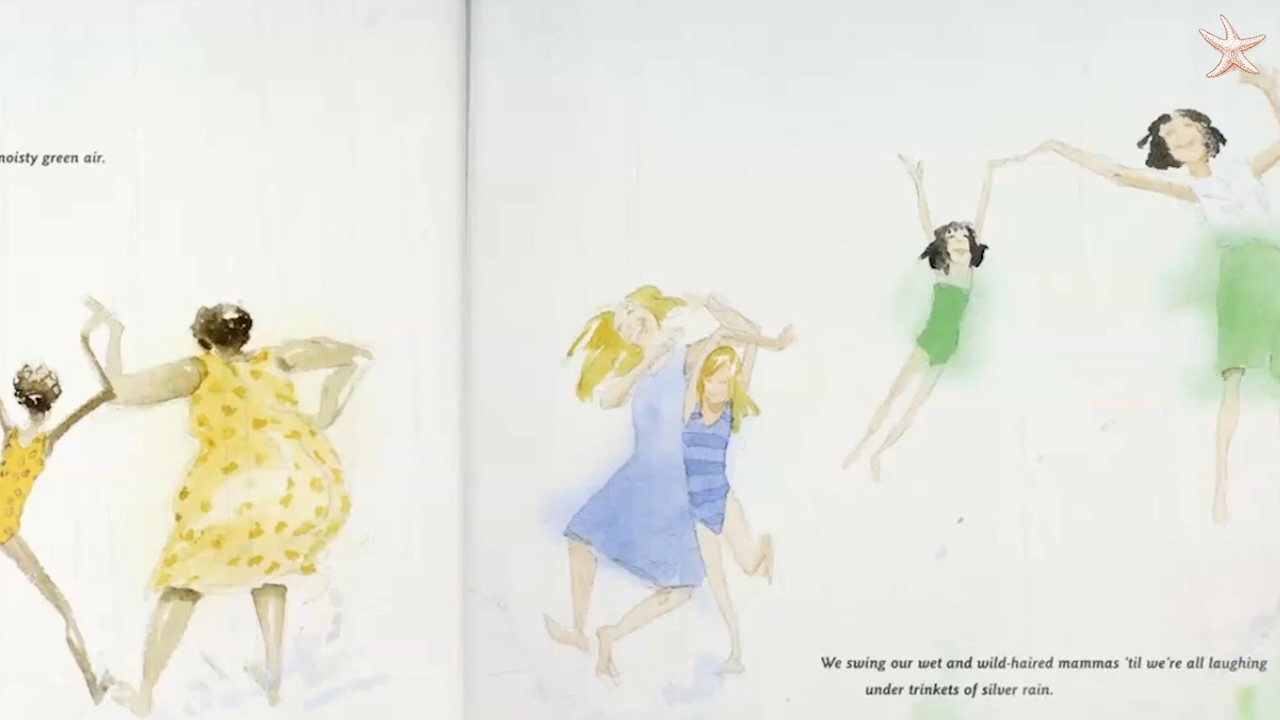 moisty green air.
We swing our wet and wild-haired mammas 'til we're all laughing
under trinkets of silver rain.